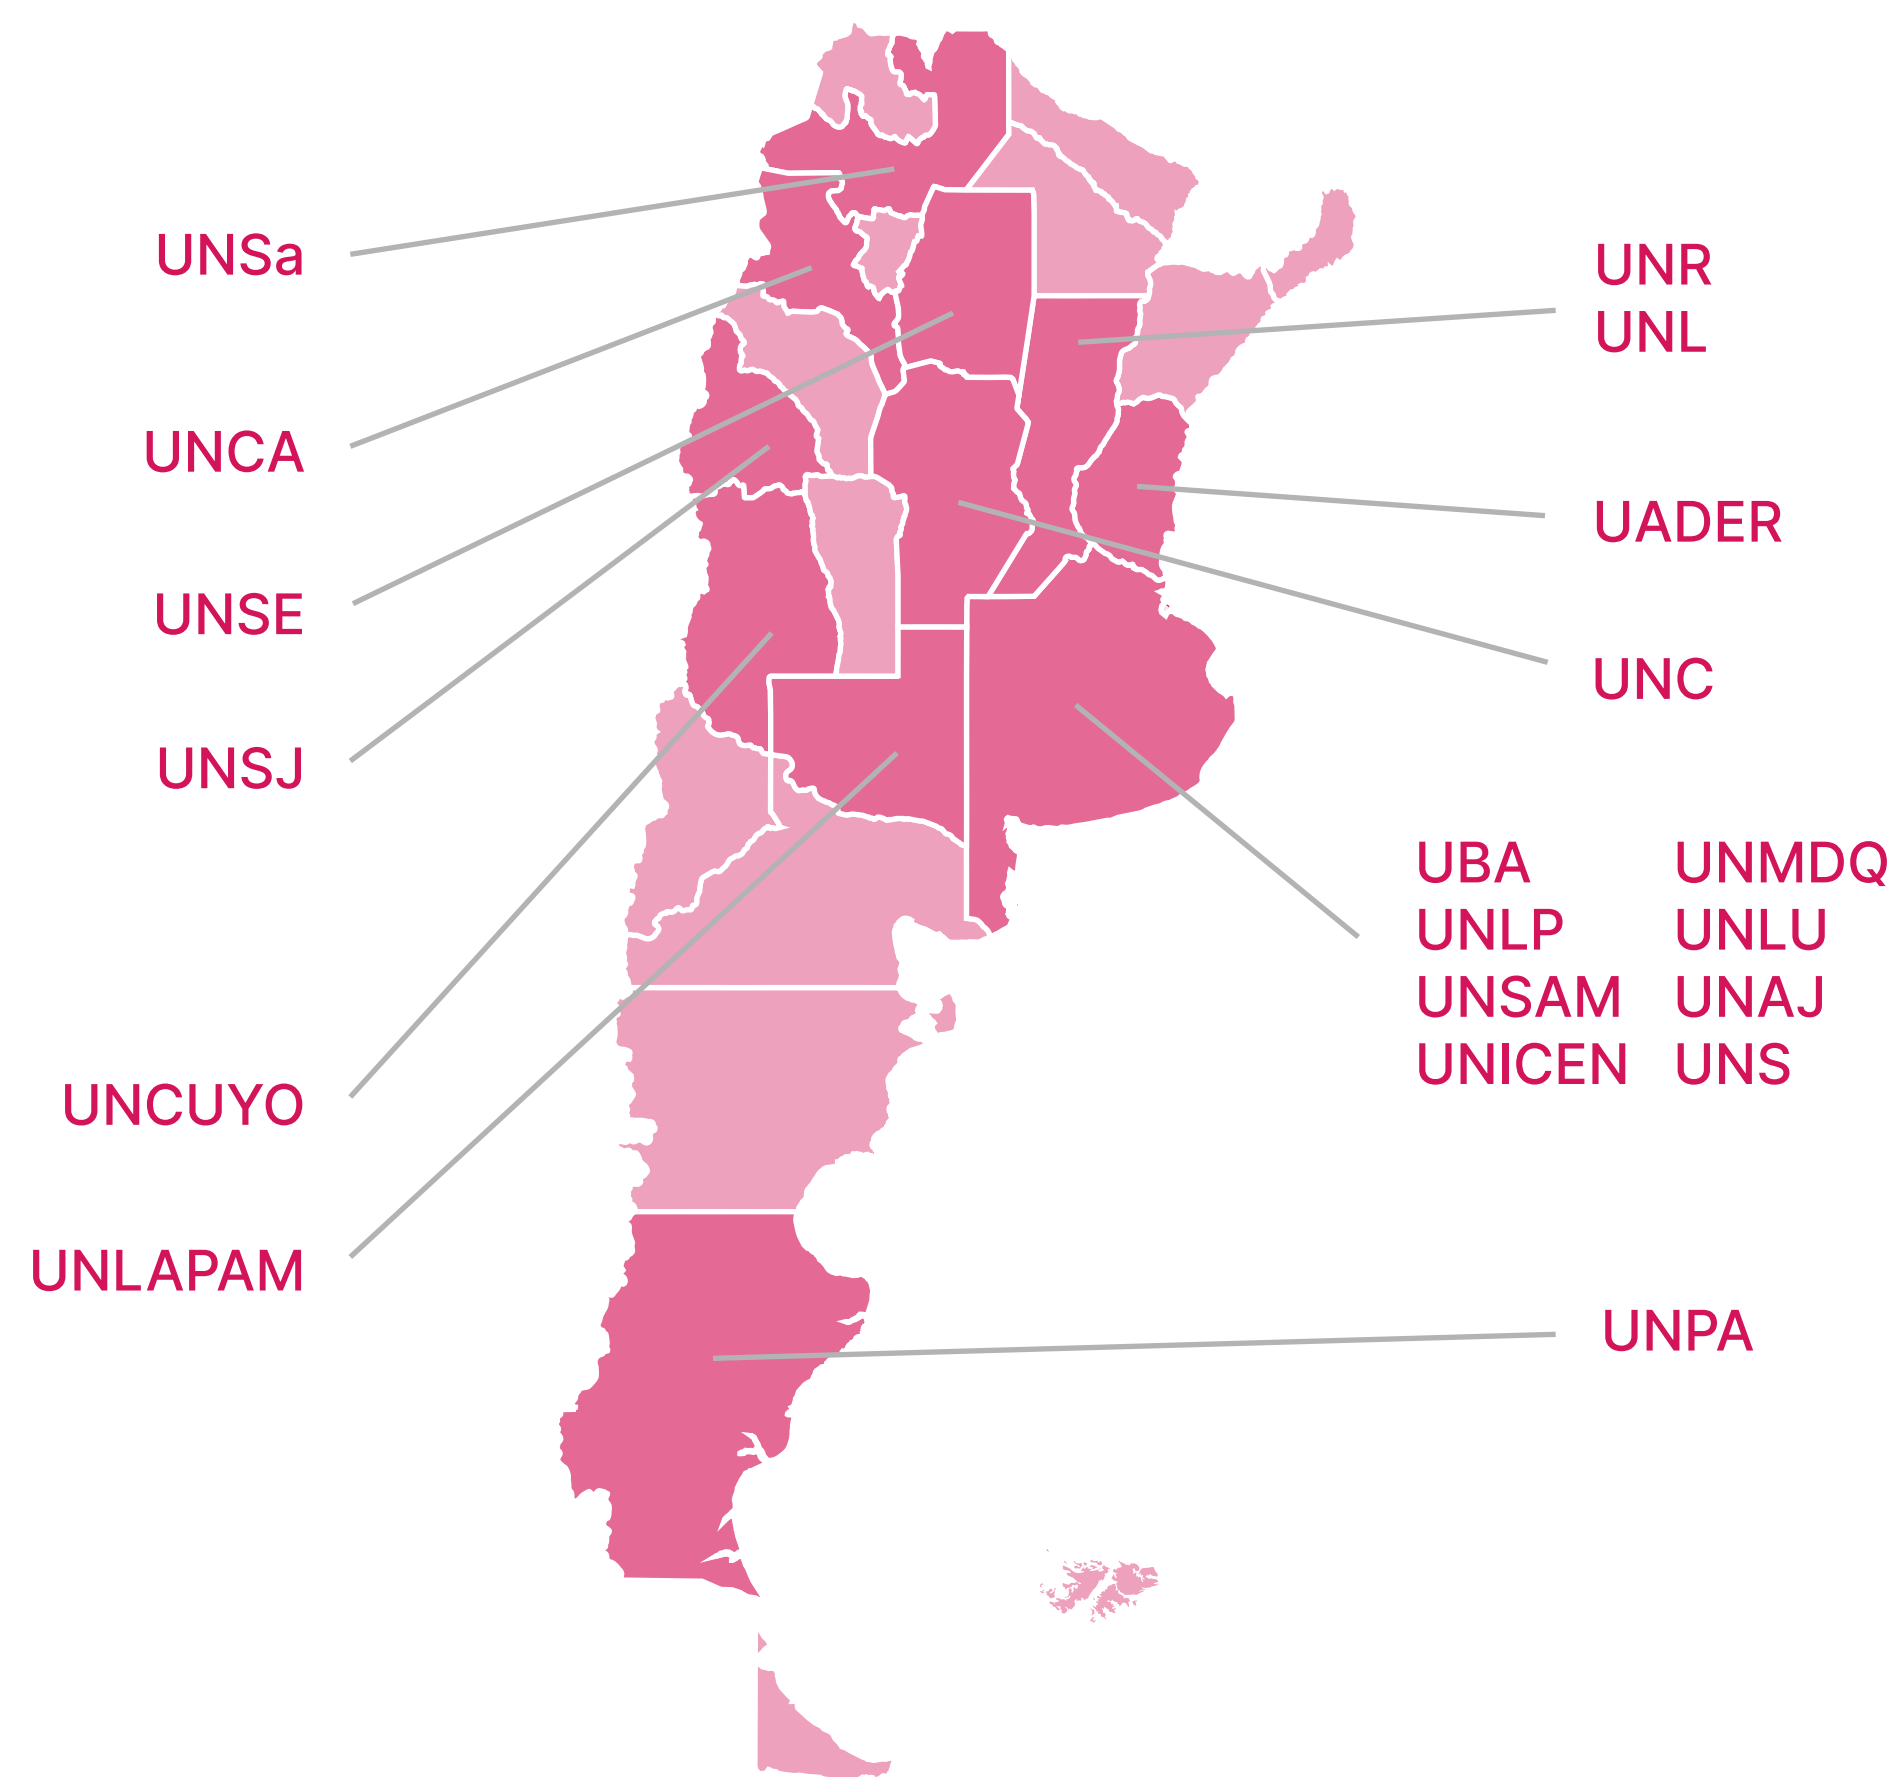 UNSa
UNCA
UNSE
UNSJ
UNCUYO
UNLAPAM
UNR
UNL
UADER
UNC
UBA UNMDQ
UNLP UNLU
UNSAM UNAJ
UNICEN UNS
UNPA